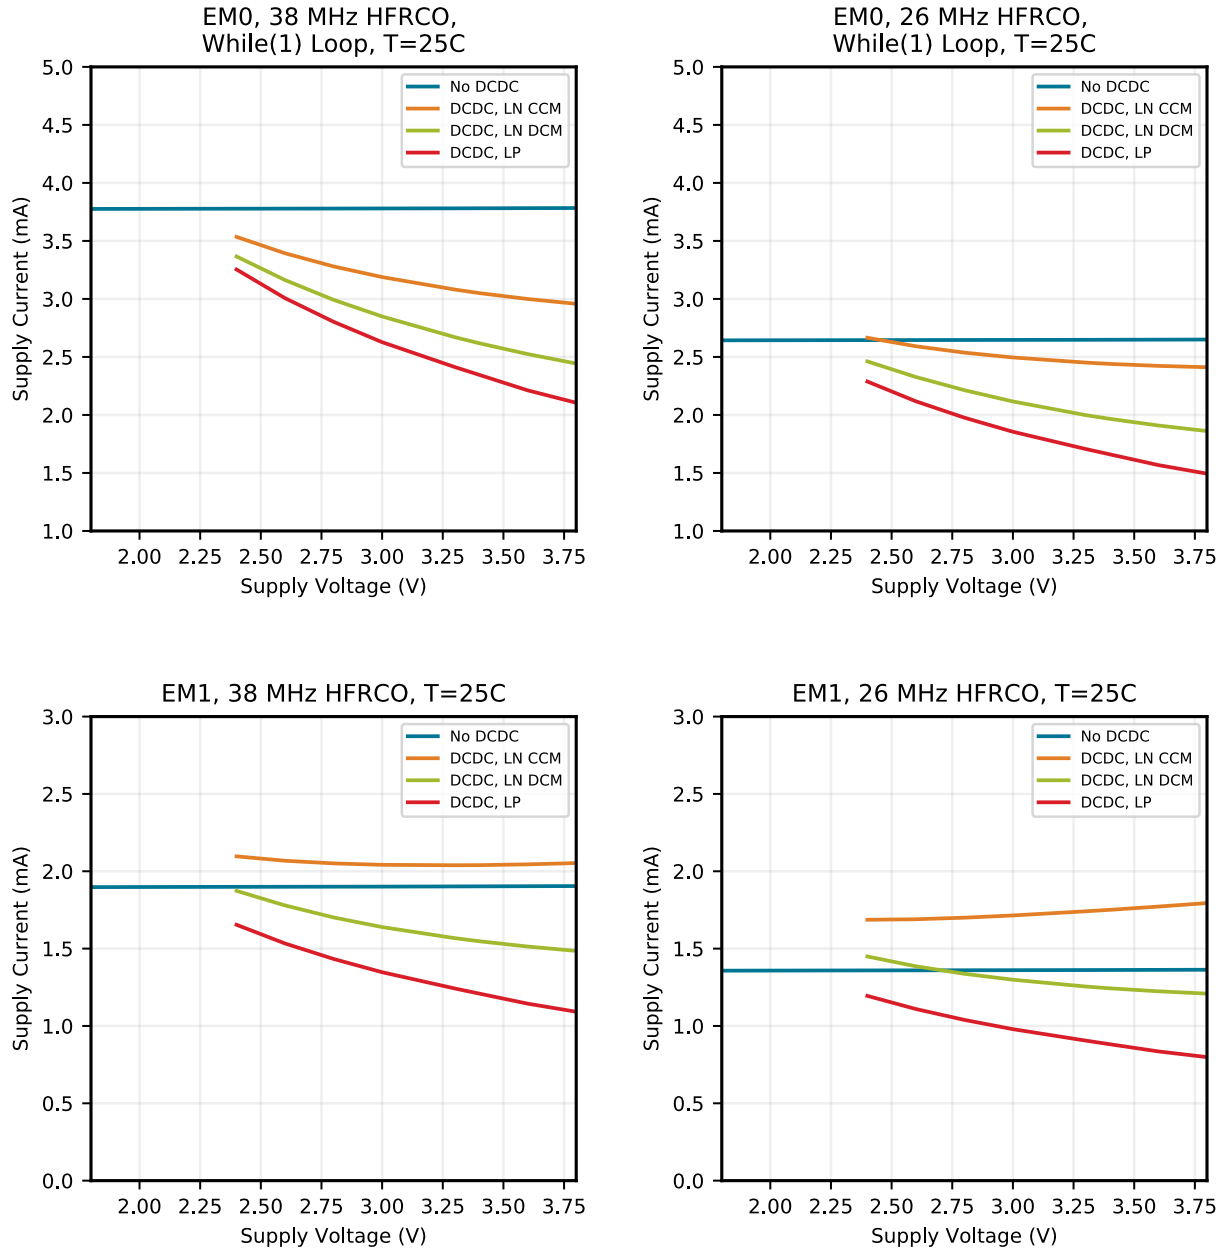 EM0, 38 MHz HFRCO,
While(1) Loop, T=25C
5.0
4.5
4.0
3.5
3.0
2.5
2.0
1.5
1.0
Supply Current (mA)
No DCDC
DCDC, LN CCM
DCDC, LN DCM
DCDC, LP
2.00 2.25 2.50 2.75 3.00 3.25 3.50 3.75
Supply Voltage (V)
EM0, 26 MHz HFRCO,
While(1) Loop, T=25C
5.0
4.5
4.0
3.5
3.0
2.5
2.0
1.5
1.0
Supply Current (mA)
No DCDC
DCDC, LN CCM
DCDC, LN DCM
DCDC, LP
2.00 2.25 2.50 2.75 3.00 3.25 3.50 3.75
Supply Voltage (V)
EM1, 38 MHz HFRCO, T=25C
3.0
2.5
2.0
1.5
1.0
0.5
0.0
Supply Current (mA)
No DCDC
DCDC, LN CCM
DCDC, LN DCM
DCDC, LP
2.00 2.25 2.50 2.75 3.00 3.25 3.50 3.75
Supply Voltage (V)
EM1, 26 MHz HFRCO, T=25C
3.0
2.5
2.0
1.5
1.0
0.5
0.0
Supply Current (mA)
No DCDC
DCDC, LN CCM
DCDC, LN DCM
DCDC, LP
2.00 2.25 2.50 2.75 3.00 3.25 3.50 3.75
Supply Voltage (V)